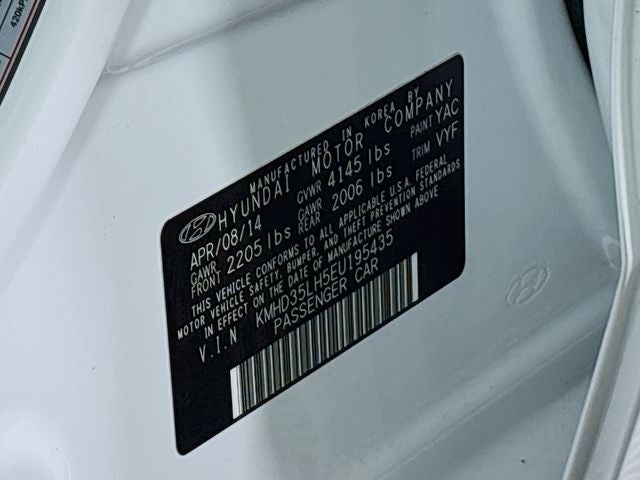 420kP
MANUFACTURED IN KOREA BY
HYUNDAI MOTOR COMPANY
APR/08/14 GVWR 4145 lbs PAINT YAC
GAWR FRONT 2205 lbs GAWR REAR 2006 lbs TRIM VYF
THIS VEHICLE CONFORMS TO ALL APPLICABLE U.S.A. FEDERAL
MOTOR VEHICLE SAFETY, BUMPER, AND THEFT PREVENTION STANDARDS
IN EFFECT ON THE DATE OF MANUFACTURE SHOWN ABOVE
V.I.N KMHD35LH5EU195435
PASSENGER CAR